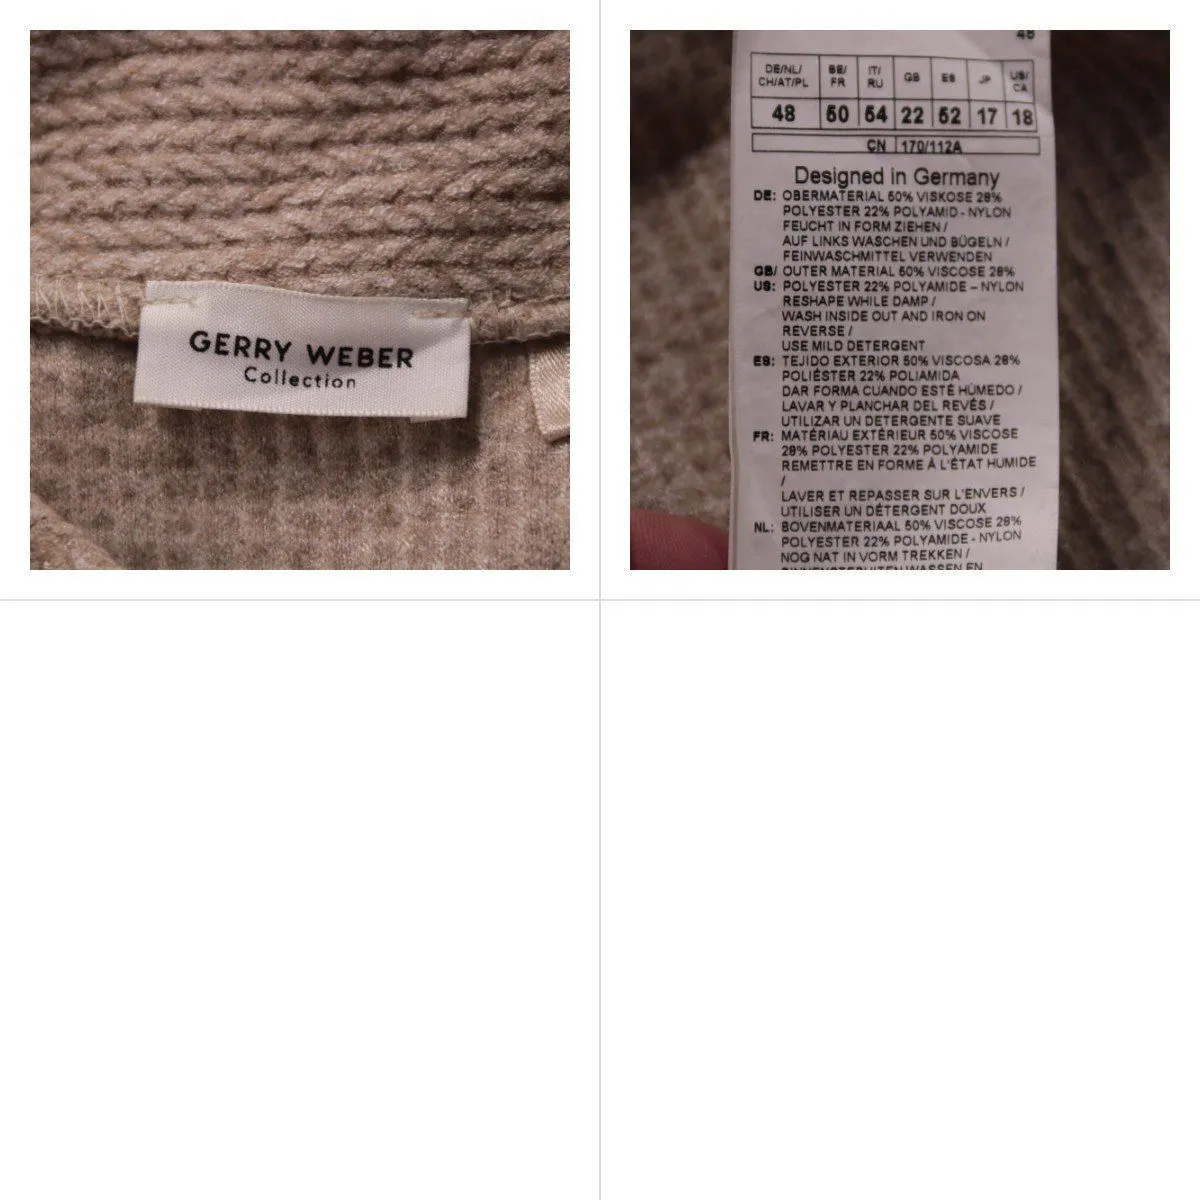 GERRY WEBER
Collection
48
DE/NL/ BE/ IT/ GB ES JP US/
CH/AT/PL FR RU CA
48 50 54 22 52 17 18
CN 170/112A
Designed in Germany
DE: OBERMATERIAL 50% VISKOSE 28%
POLYESTER 22% POLYAMID - NYLON
FEUCHT IN FORM ZIEHEN /
AUF LINKS WASCHEN UND BÜGELN /
FEINWASCHMITTEL VERWENDEN
GB/ OUTER MATERIAL 50% VISCOSE 28%
US: POLYESTER 22% POLYAMIDE – NYLON
RESHAPE WHILE DAMP /
WASH INSIDE OUT AND IRON ON
REVERSE /
USE MILD DETERGENT
ES: TEJIDO EXTERIOR 50% VISCOSA 28%
POLIÉSTER 22% POLIAMIDA
DAR FORMA CUANDO ESTÉ HÚMEDO /
LAVAR Y PLANCHAR DEL REVÉS /
UTILIZAR UN DETERGENTE SUAVE
FR: MATÉRIAU EXTÉRIEUR 50% VISCOSE
28% POLYESTER 22% POLYAMIDE
REMETTRE EN FORME À L'ÉTAT HUMIDE
/
LAVER ET REPASSER SUR L'ENVERS /
UTILISER UN DÉTERGENT DOUX
NL: BOVENMATERIAAL 50% VISCOSE 28%
POLYESTER 22% POLYAMIDE - NYLON
NOG NAT IN VORM TREKKEN /